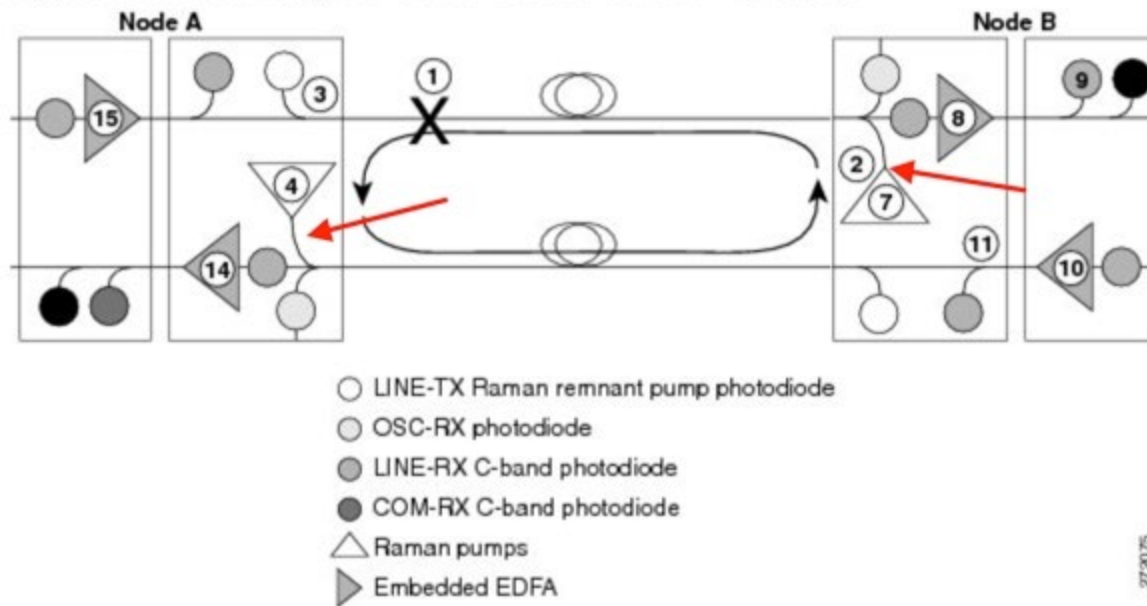 Node A
Node B
1
15
3
9
8
4
2
7
11
14
10
LINE-TX Raman remnant pump photodiode
OSC-RX photodiode
LINE-RX C-band photodiode
COM-RX C-band photodiode
Raman pumps
Embedded EDFA